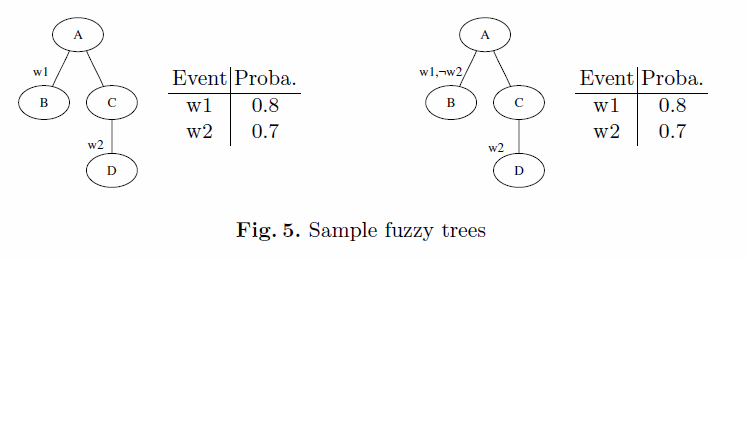 A
w1
B
C
w2
D
Event Proba.
w1 0.8
w2 0.7
A
w1,¬w2
B
C
w2
D
Event Proba.
w1 0.8
w2 0.7
Fig. 5. Sample fuzzy trees